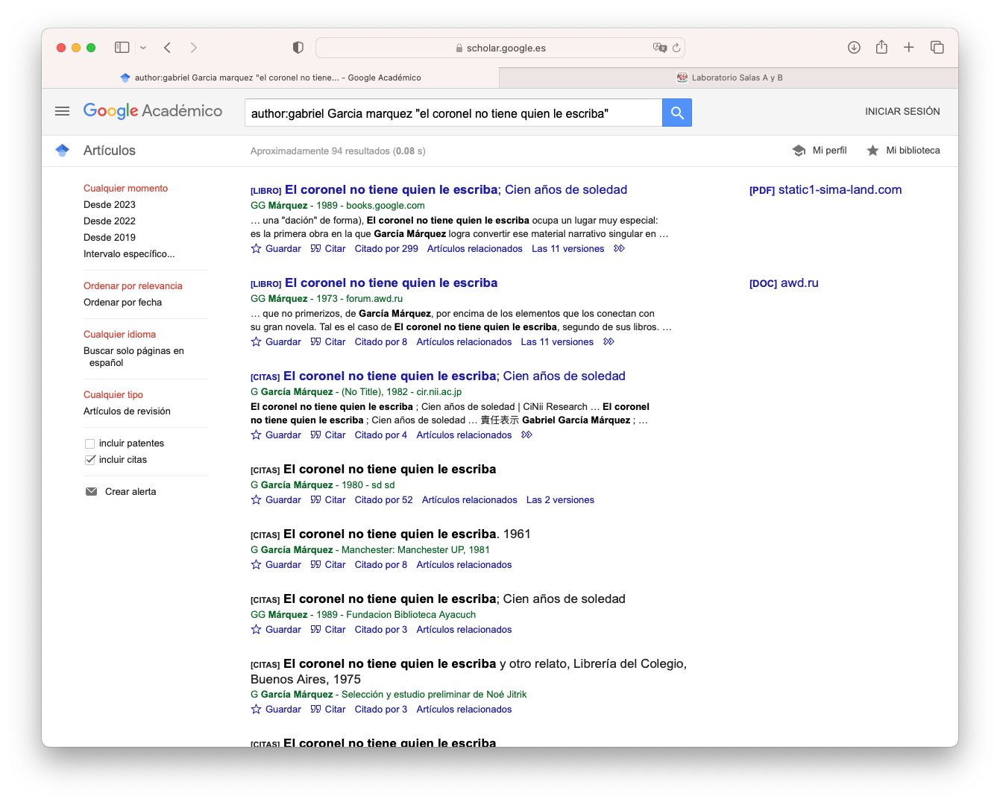 scholar.google.es
author:gabriel Garcia marquez "el coronel no tiene... - Google Académico
Laboratorio Salas A y B
Google Académico
author:gabriel Garcia marquez "el coronel no tiene quien le escriba"
INICIAR SESIÓN
Artículos
Aproximadamente 94 resultados (0.08 s)
Mi perfil
Mi biblioteca
Cualquier momento
Desde 2023
Desde 2022
Desde 2019
Intervalo específico...
Ordenar por relevancia
Ordenar por fecha
Cualquier idioma
Buscar solo páginas en
español
Cualquier tipo
Artículos de revisión
incluir patentes
incluir citas
Crear alerta
[LIBRO] El coronel no tiene quien le escriba; Cien años de soledad
GG Márquez - 1989 - books.google.com
… una "dación" de forma), El coronel no tiene quien le escriba ocupa un lugar muy especial:
es la primera obra en la que García Márquez logra convertir ese material narrativo singular en …
Guardar Citar Citado por 299 Artículos relacionados Las 11 versiones
[PDF] static1-sima-land.com
[LIBRO] El coronel no tiene quien le escriba
GG Márquez - 1973 - forum.awd.ru
… que no primerizos, de García Márquez, por encima de los elementos que los conectan con
su gran novela. Tal es el caso de El coronel no tiene quien le escriba, segundo de sus libros. …
Guardar Citar Citado por 8 Artículos relacionados Las 11 versiones
[DOC] awd.ru
[CITAS] El coronel no tiene quien le escriba; Cien años de soledad
G García Márquez - (No Title), 1982 - cir.nii.ac.jp
El coronel no tiene quien le escriba ; Cien años de soledad | CiNii Research … El coronel
no tiene quien le escriba ; Cien años de soledad … 責任表示 Gabriel García Márquez ; …
Guardar Citar Citado por 4 Artículos relacionados
[CITAS] El coronel no tiene quien le escriba
G García Márquez - 1980 - sd sd
Guardar Citar Citado por 52 Artículos relacionados Las 2 versiones
[CITAS] El coronel no tiene quien le escriba. 1961
G García Márquez - Manchester: Manchester UP, 1981
Guardar Citar Citado por 8 Artículos relacionados
[CITAS] El coronel no tiene quien le escriba; Cien años de soledad
GG Márquez - 1989 - Fundacion Biblioteca Ayacuch
Guardar Citar Citado por 3 Artículos relacionados
[CITAS] El coronel no tiene quien le escriba y otro relato, Librería del Colegio,
Buenos Aires, 1975
G García Márquez - Selección y estudio preliminar de Noé Jitrik
Guardar Citar Citado por 3 Artículos relacionados
[CITAS] El coronel no tiene quien le escriba